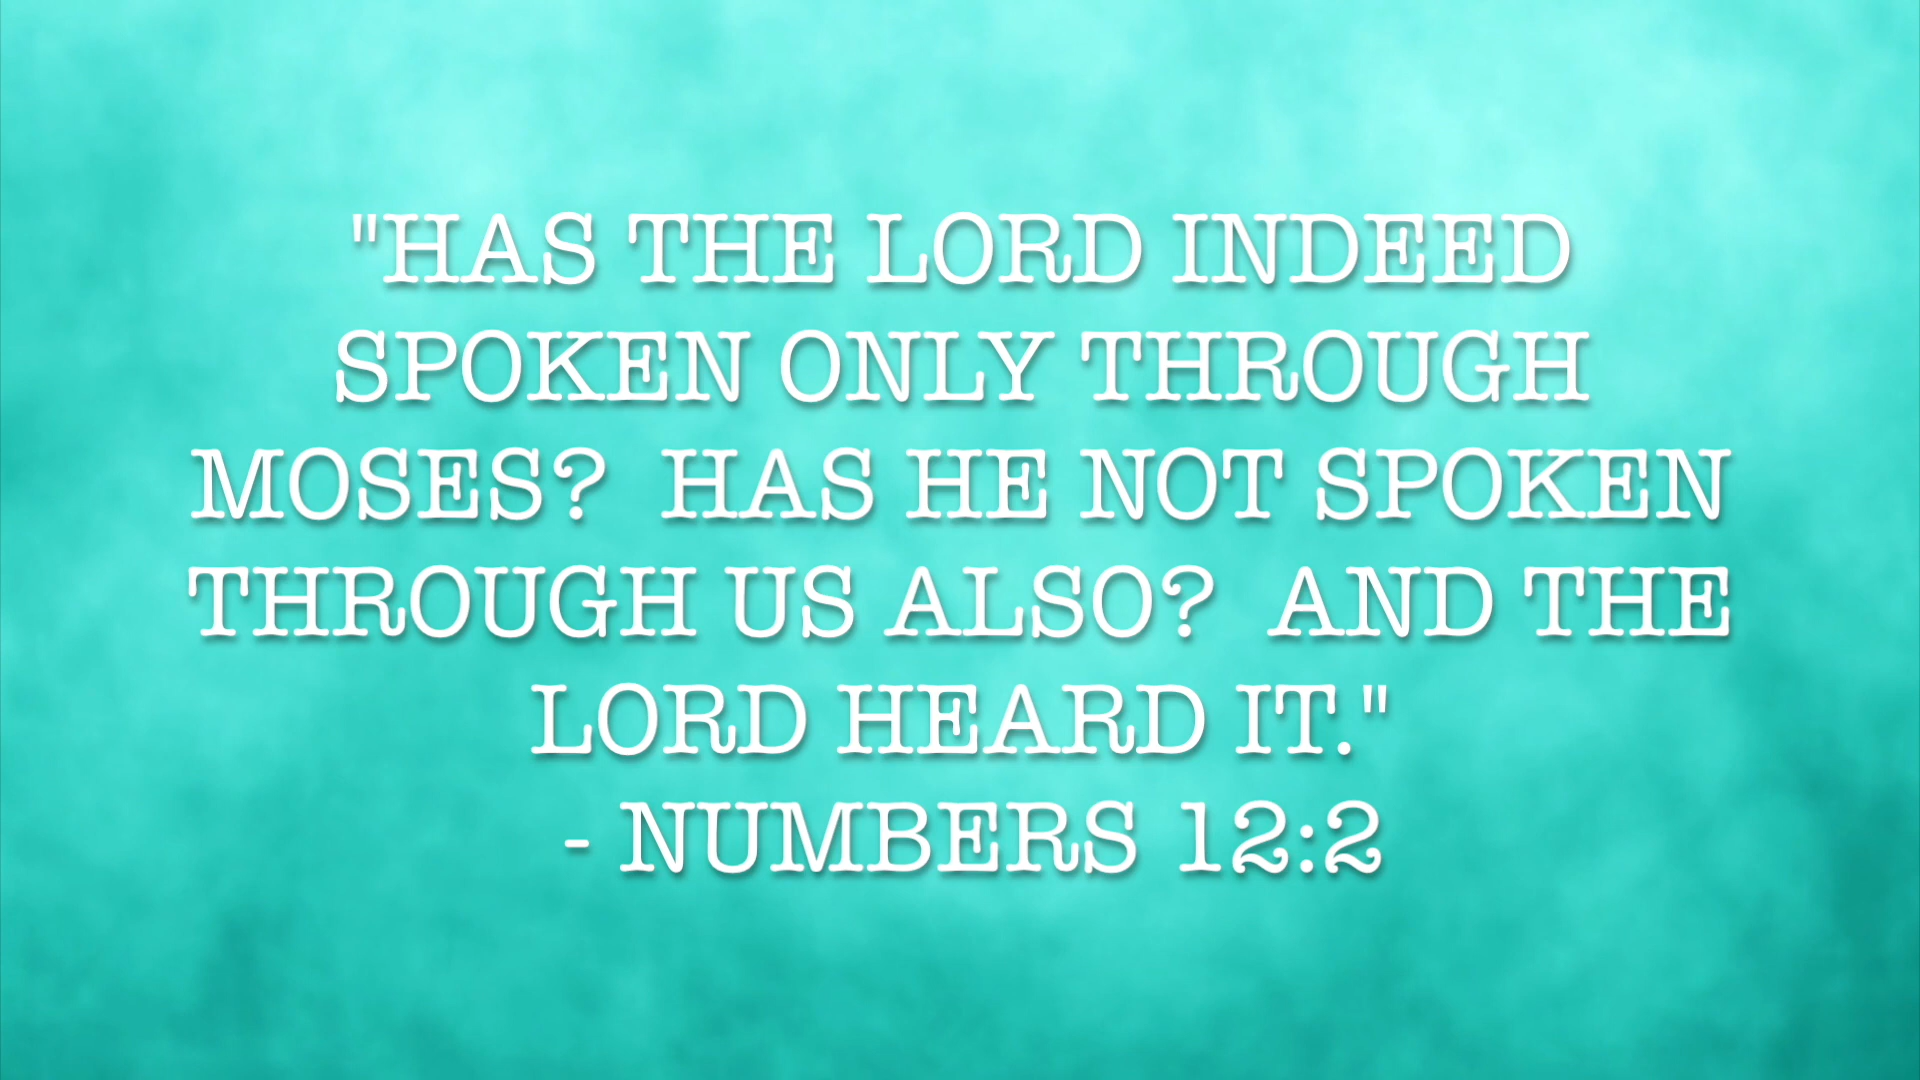 "HAS THE LORD INDEED
SPOKEN ONLY THROUGH
MOSES?  HAS HE NOT SPOKEN
THROUGH US ALSO?  AND THE
LORD HEARD IT."
- NUMBERS 12:2